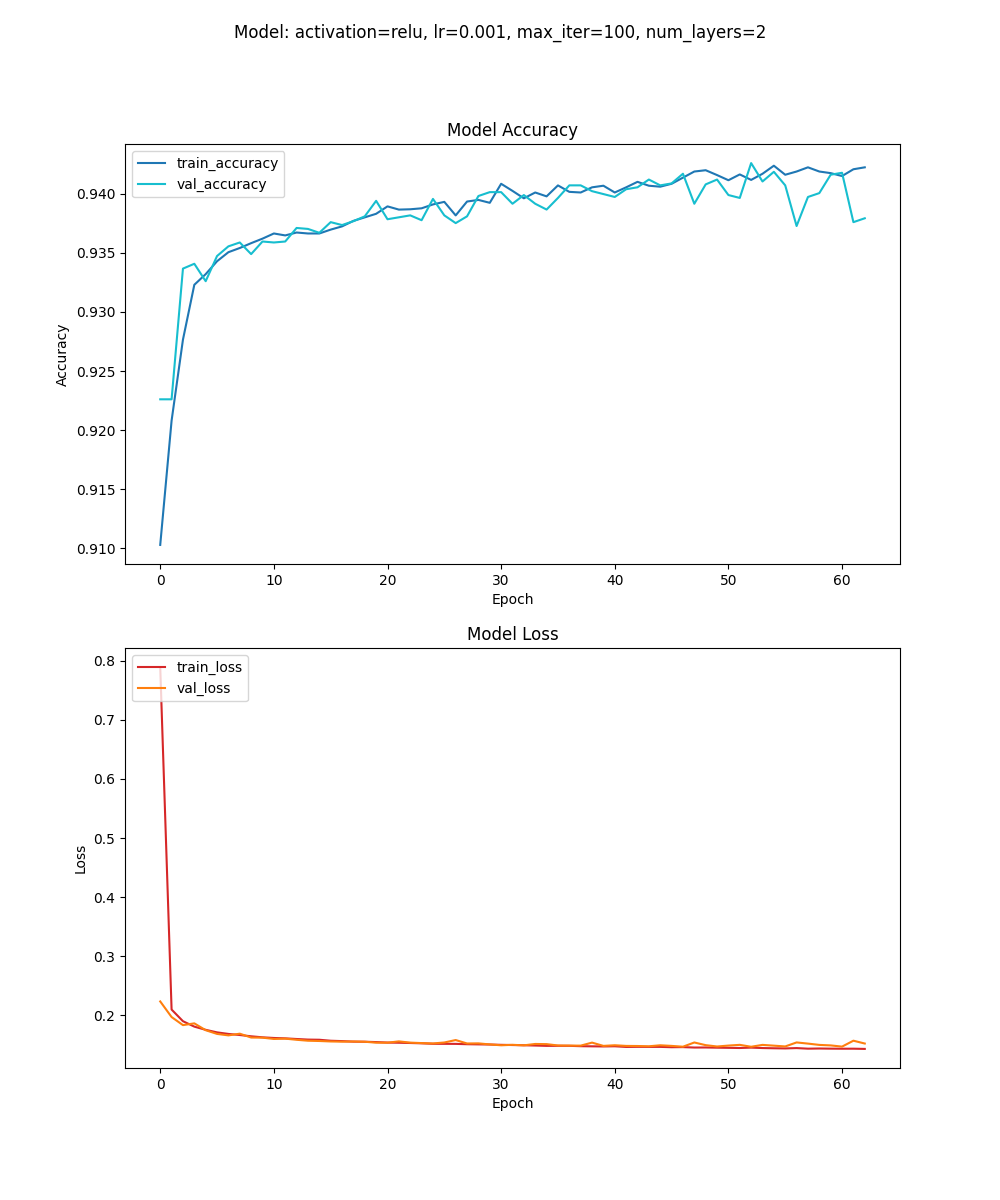 Model: activation=relu, lr=0.001, max_iter=100, num_layers=2
Model Accuracy
train_accuracy
val_accuracy
0.940
0.935
0.930
0.925
0.920
0.915
0.910
Accuracy
0 10 20 30 40 50 60
Epoch
Model Loss
train_loss
val_loss
0.8
0.7
0.6
0.5
0.4
0.3
0.2
Loss
0 10 20 30 40 50 60
Epoch